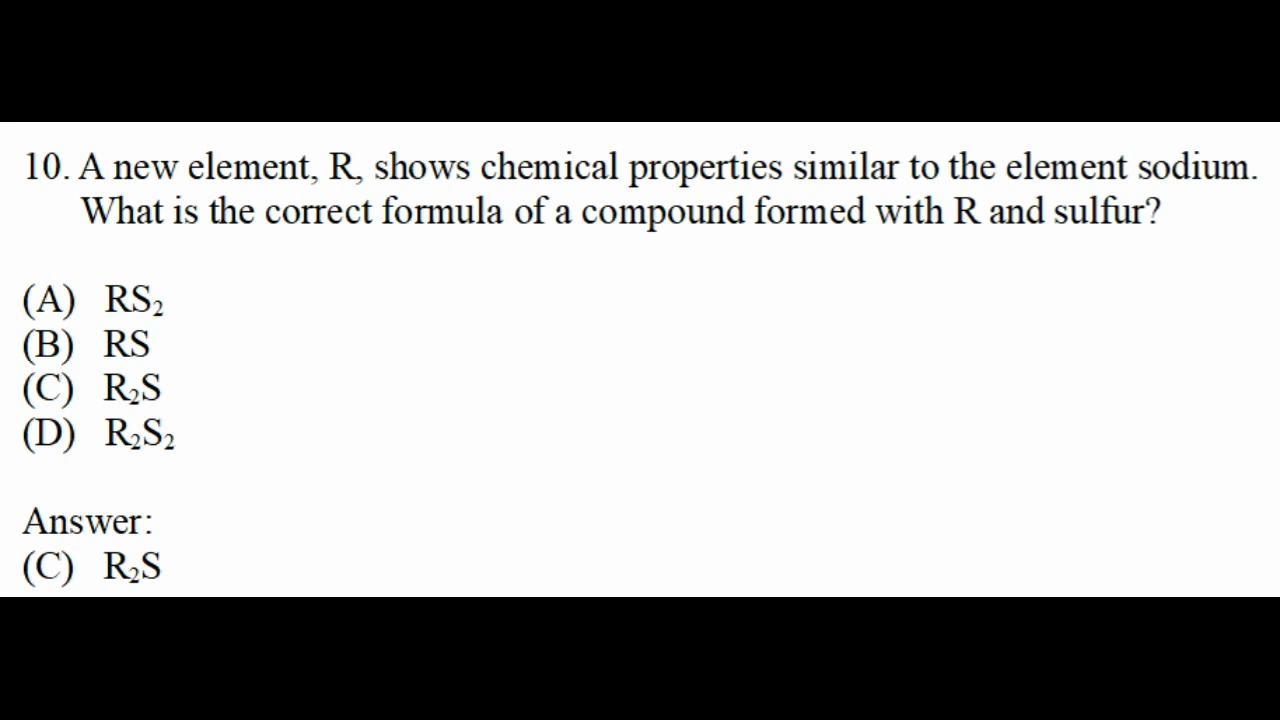 10. A new element, R, shows chemical properties similar to the element sodium.
What is the correct formula of a compound formed with R and sulfur?
(A) RS₂
(B) RS
(C) R₂S
(D) R₂S₂
Answer:
(C) R₂S